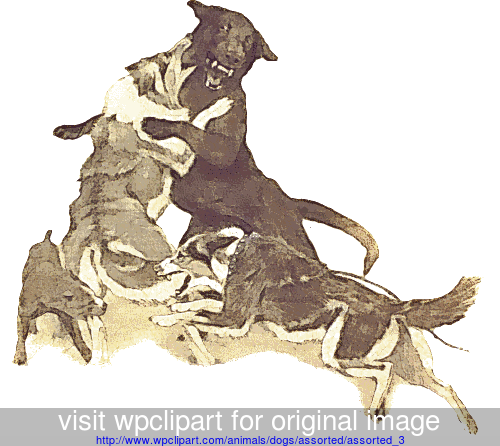 visit wpclipart for original image
http://www.wpclipart.com/animals/dogs/assorted/assorted_3